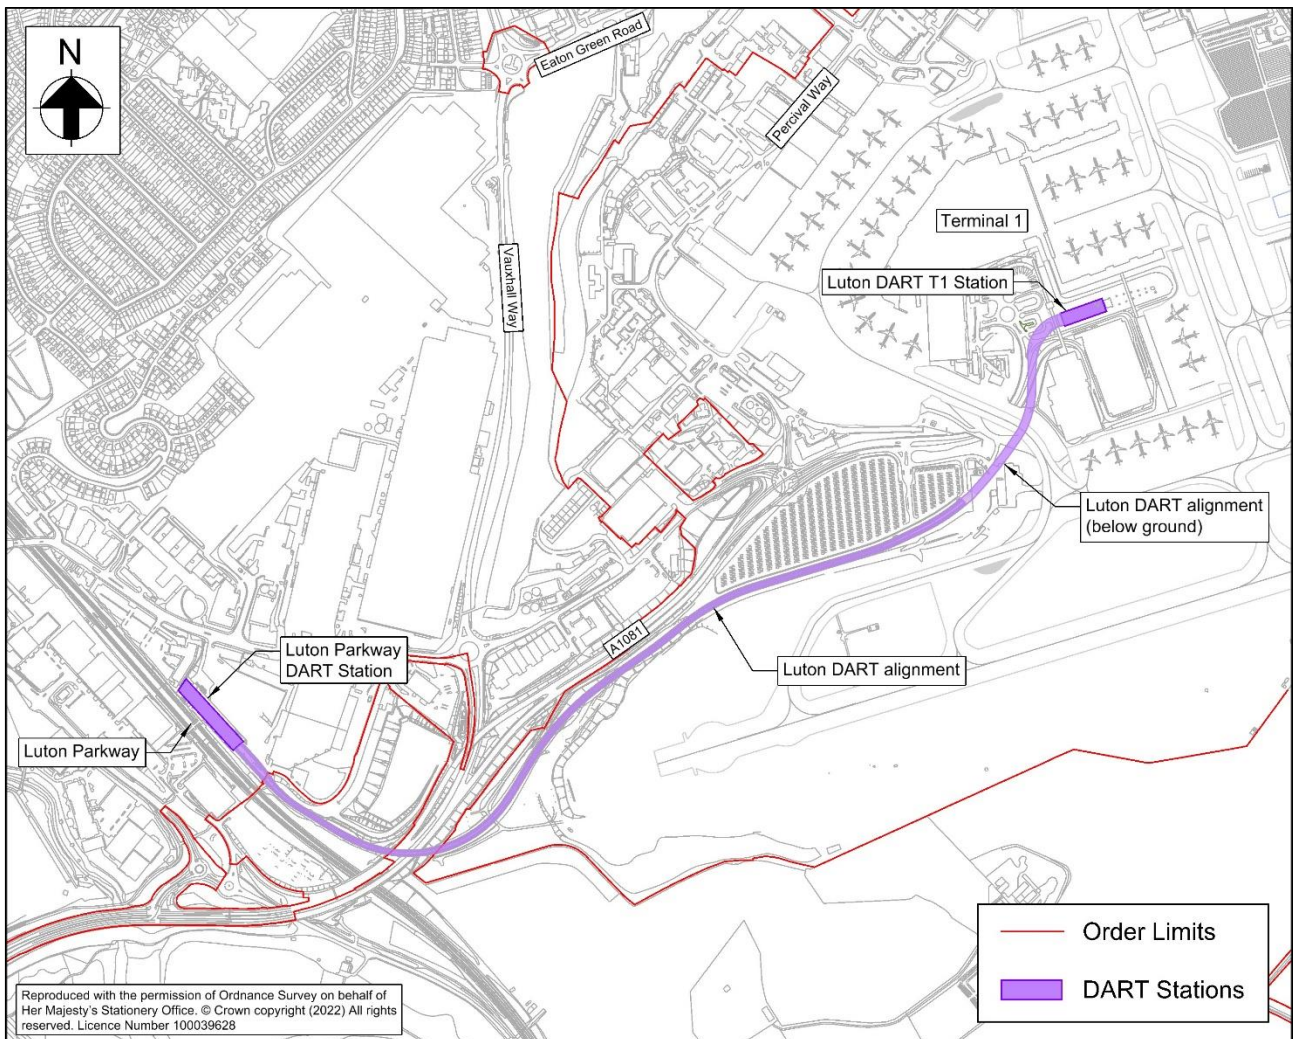 N
Eaton Green Road
Percival Way
Vauxhall Way
Terminal 1
Luton DART T1 Station
Luton DART alignment
(below ground)
A1081
Luton DART alignment
Luton Parkway
DART Station
Luton Parkway
Order Limits
DART Stations
Reproduced with the permission of Ordnance Survey on behalf of
Her Majesty's Stationery Office. © Crown copyright (2022) All rights
reserved. Licence Number 100039628